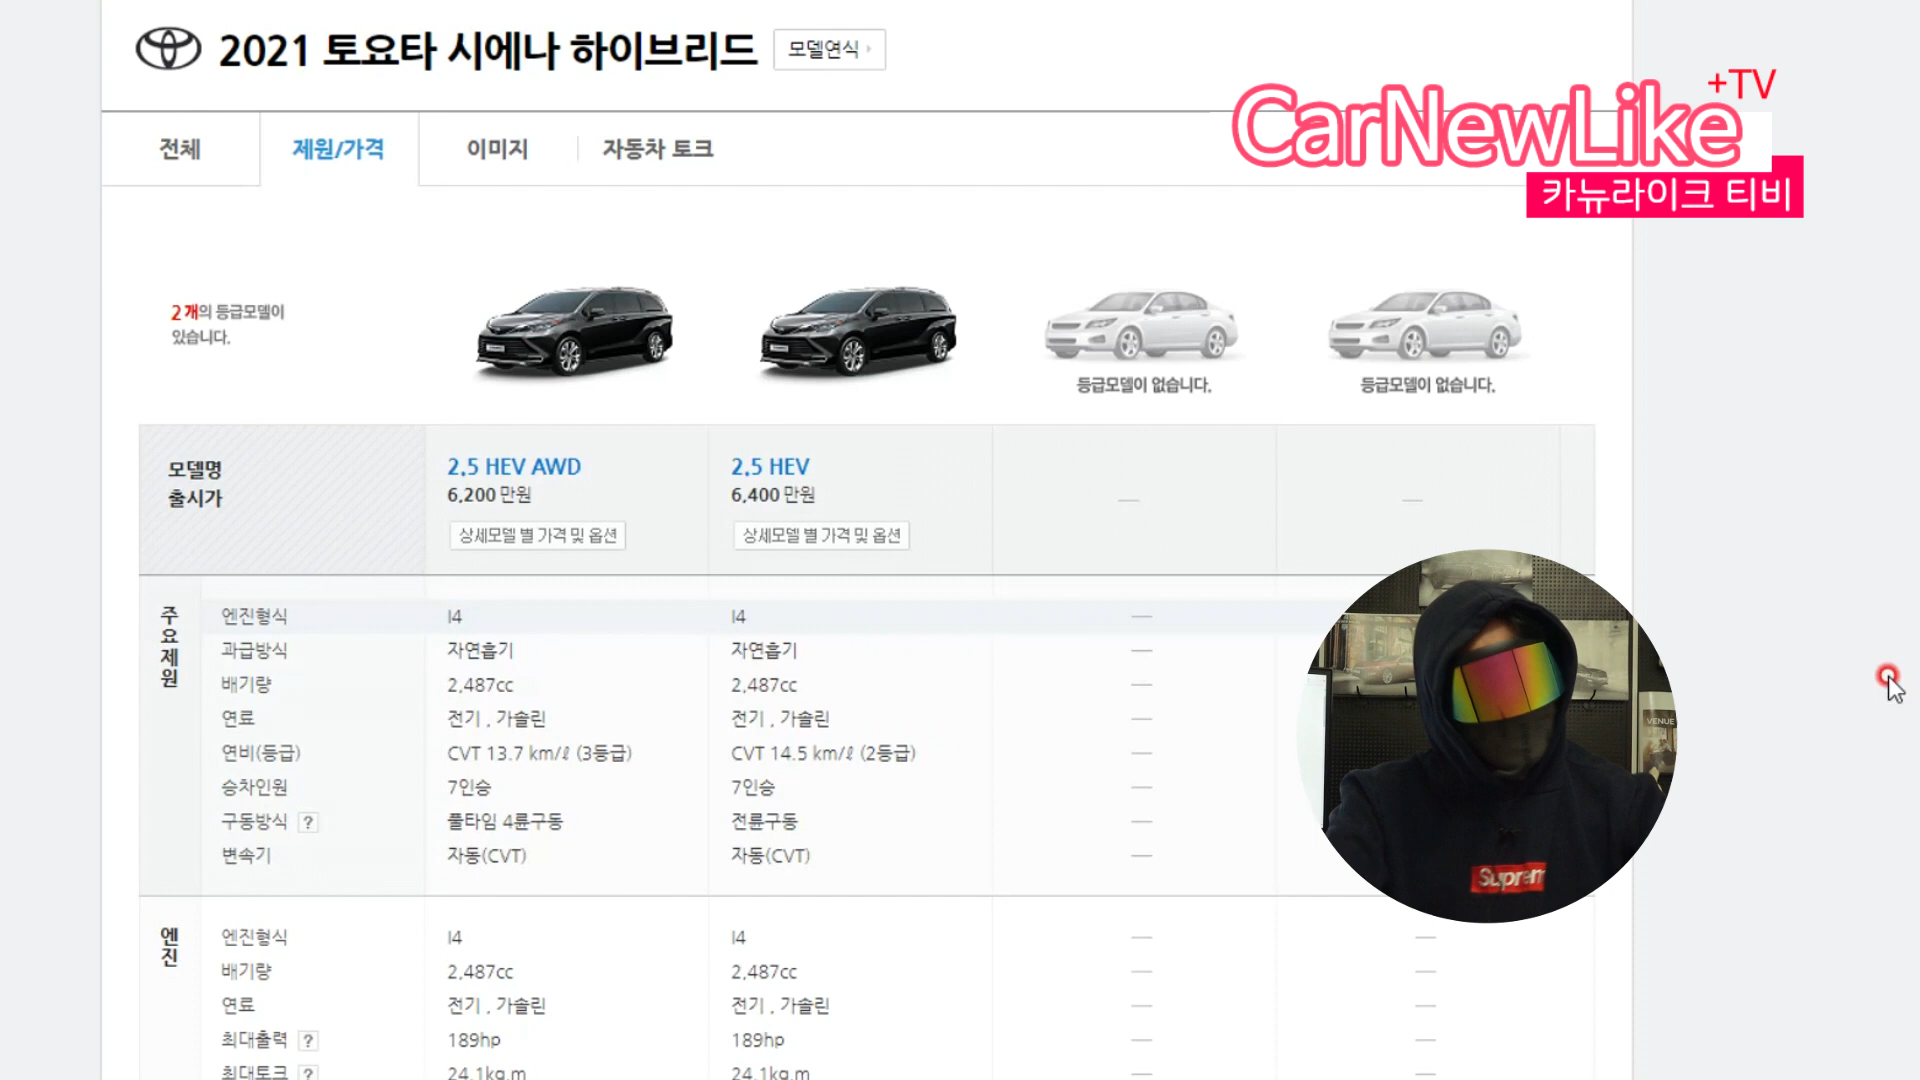 2021 토요타 시에나 하이브리드
모델연식
+TV
CarNewLike
카뉴라이크 티비
전체
제원/가격
이미지
자동차 토크
2개의 등급모델이
있습니다.
등급모델이 없습니다.
등급모델이 없습니다.
모델명
출시가
2.5 HEV AWD
6,200 만원
상세모델 별 가격 및 옵션
2.5 HEV
6,400 만원
상세모델 별 가격 및 옵션
—
—
주요제원
엔진형식 I4 I4 —
과급방식 자연흡기 자연흡기 —
배기량 2,487cc 2,487cc —
연료 전기 , 가솔린 전기 , 가솔린 —
연비(등급) CVT 13.7 km/ℓ (3등급) CVT 14.5 km/ℓ (2등급) —
승차인원 7인승 7인승 —
구동방식 ? 풀타임 4륜구동 전륜구동 —
변속기 자동(CVT) 자동(CVT) —
VENUE
Suprem
엔진
엔진형식 I4 I4 — —
배기량 2,487cc 2,487cc — —
연료 전기 , 가솔린 전기 , 가솔린 — —
최대출력 ? 189hp 189hp — —
최대토크 ? 24.1kg.m 24.1kg.m — —